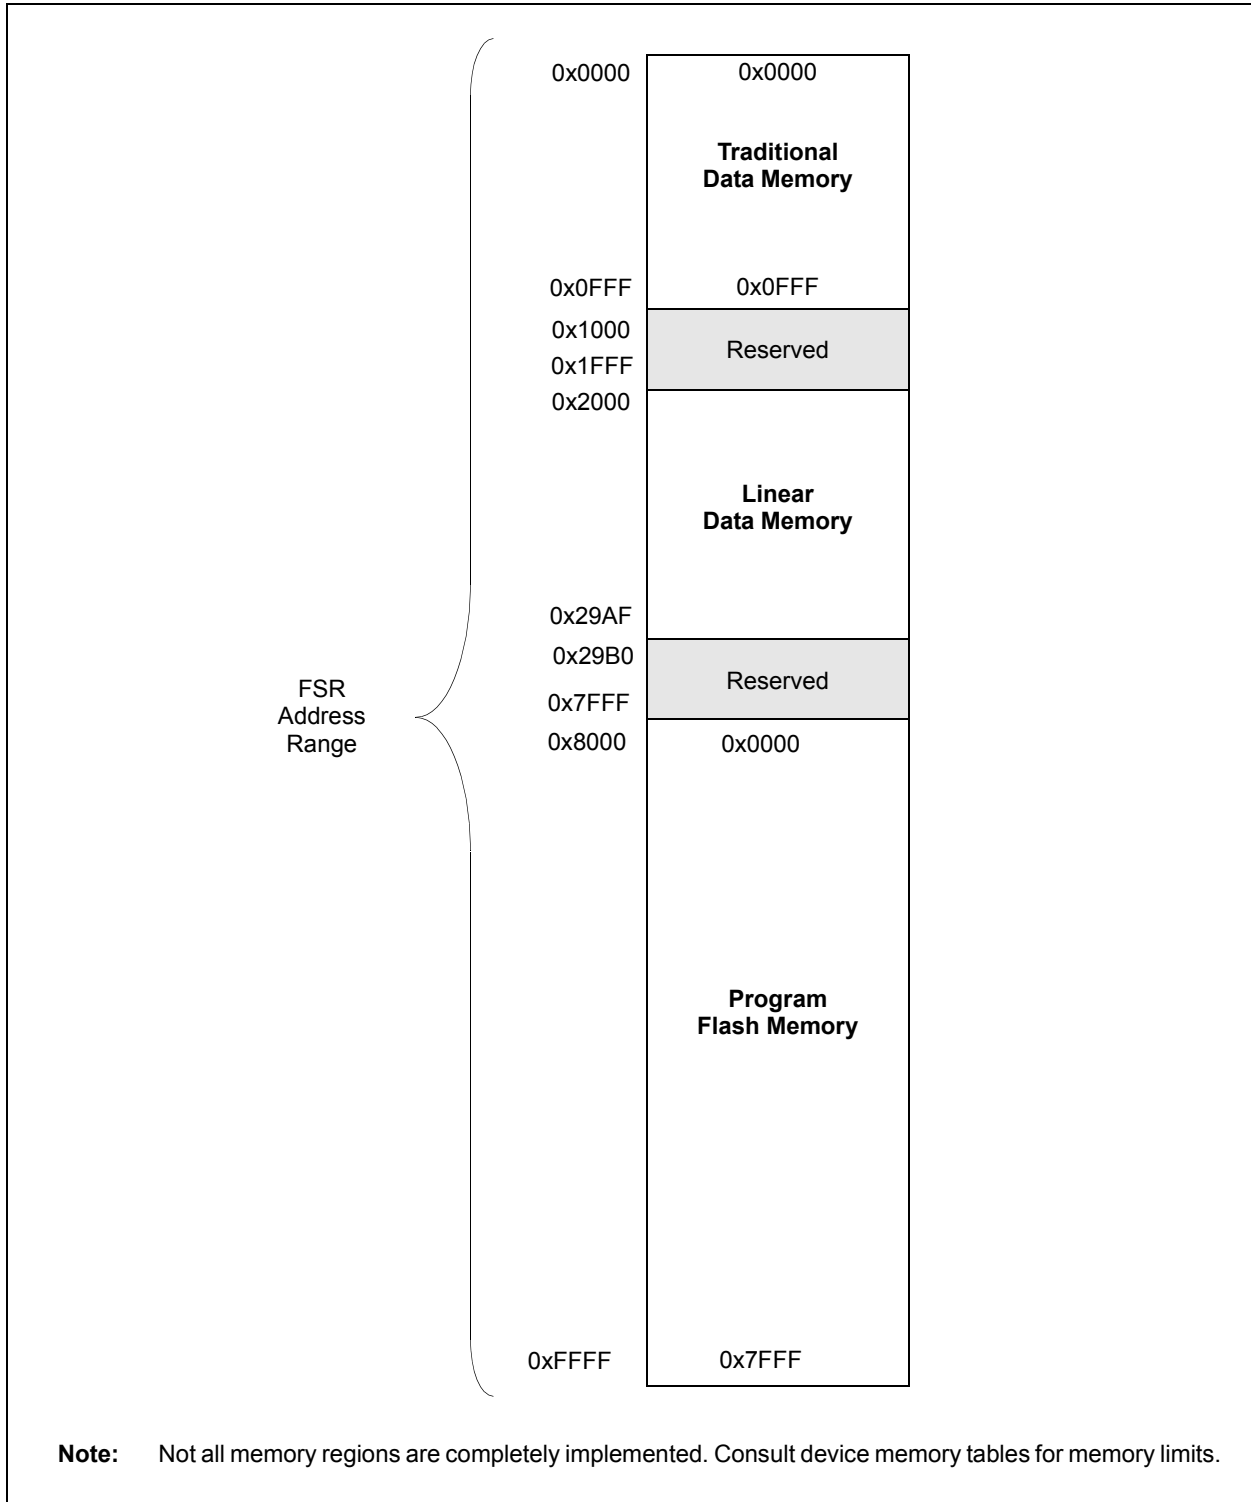 0x0000 0x0000
Traditional
Data Memory
0x0FFF 0x0FFF
0x1000
Reserved
0x1FFF
0x2000
Linear
Data Memory
0x29AF
0x29B0
Reserved
0x7FFF
FSR
Address
Range
0x8000 0x0000
Program
Flash Memory
0xFFFF 0x7FFF
Note: Not all memory regions are completely implemented. Consult device memory tables for memory limits.